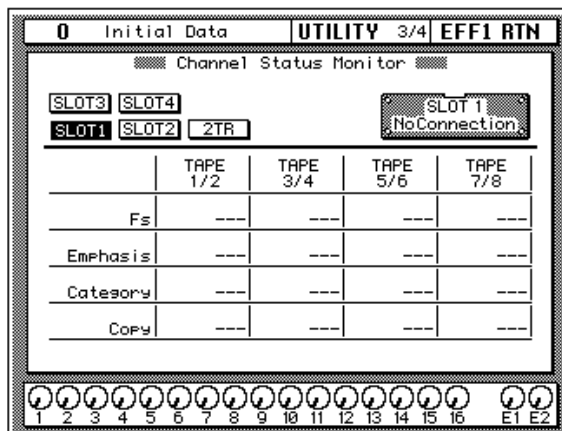 0 Initial Data UTILITY 3/4 EFF1 RTN
Channel Status Monitor
SLOT3 SLOT4
SLOT1 SLOT2 2TR
SLOT 1
NoConnection
TAPE 1/2 TAPE 3/4 TAPE 5/6 TAPE 7/8
Fs --- --- --- ---
Emphasis --- --- --- ---
Category --- --- --- ---
Copy --- --- --- ---
1 2 3 4 5 6 7 8 9 10 11 12 13 14 15 16 E1 E2